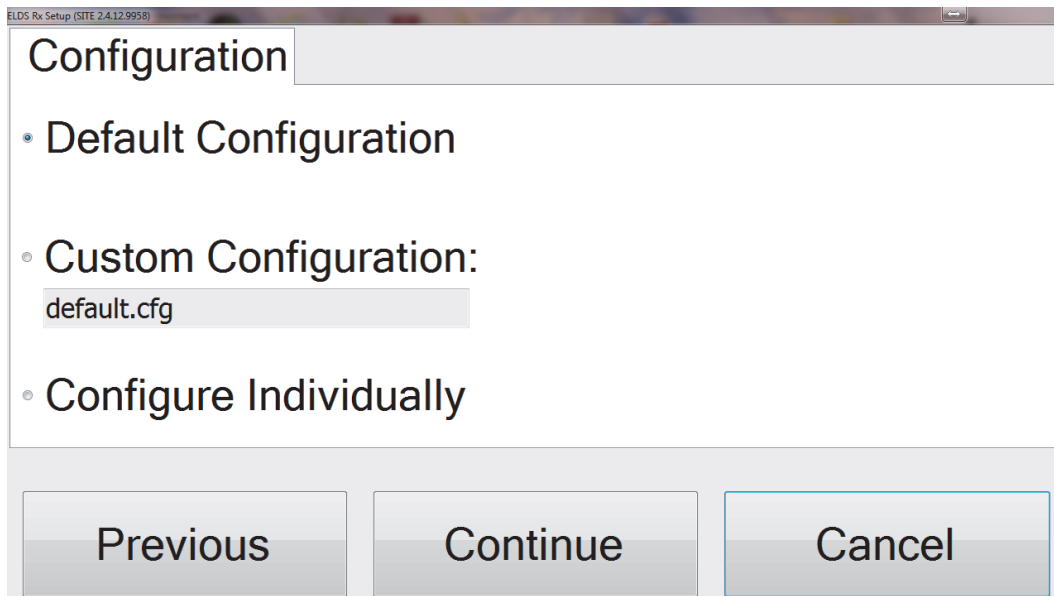 ELDS Rx Setup (SITE 2.4.12.9958)
Configuration
Default Configuration
Custom Configuration:
default.cfg
Configure Individually
Previous Continue Cancel